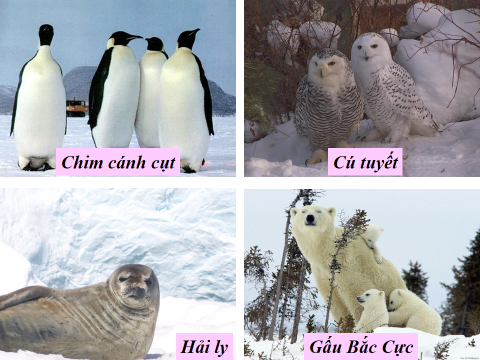 Chim cánh cụt
Cú tuyết
Hải ly
Gấu Bắc Cực